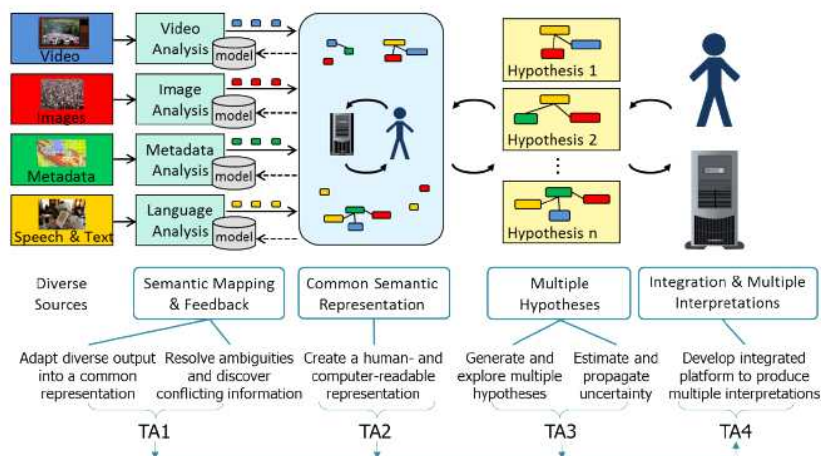 Video
Video
Analysis
model
Images
Image
Analysis
model
Metadata
Metadata
Analysis
model
Speech & Text
Language
Analysis
model
Hypothesis 1
Hypothesis 2
⋮
Hypothesis n
Diverse
Sources
Semantic Mapping
& Feedback
Common Semantic
Representation
Multiple
Hypotheses
Integration & Multiple
Interpretations
Adapt diverse output
into a common
representation
Resolve ambiguities
and discover
conflicting information
Create a human- and
computer-readable
representation
Generate and
explore multiple
hypotheses
Estimate and
propagate
uncertainty
Develop integrated
platform to produce
multiple interpretations
TA1
TA2
TA3
TA4